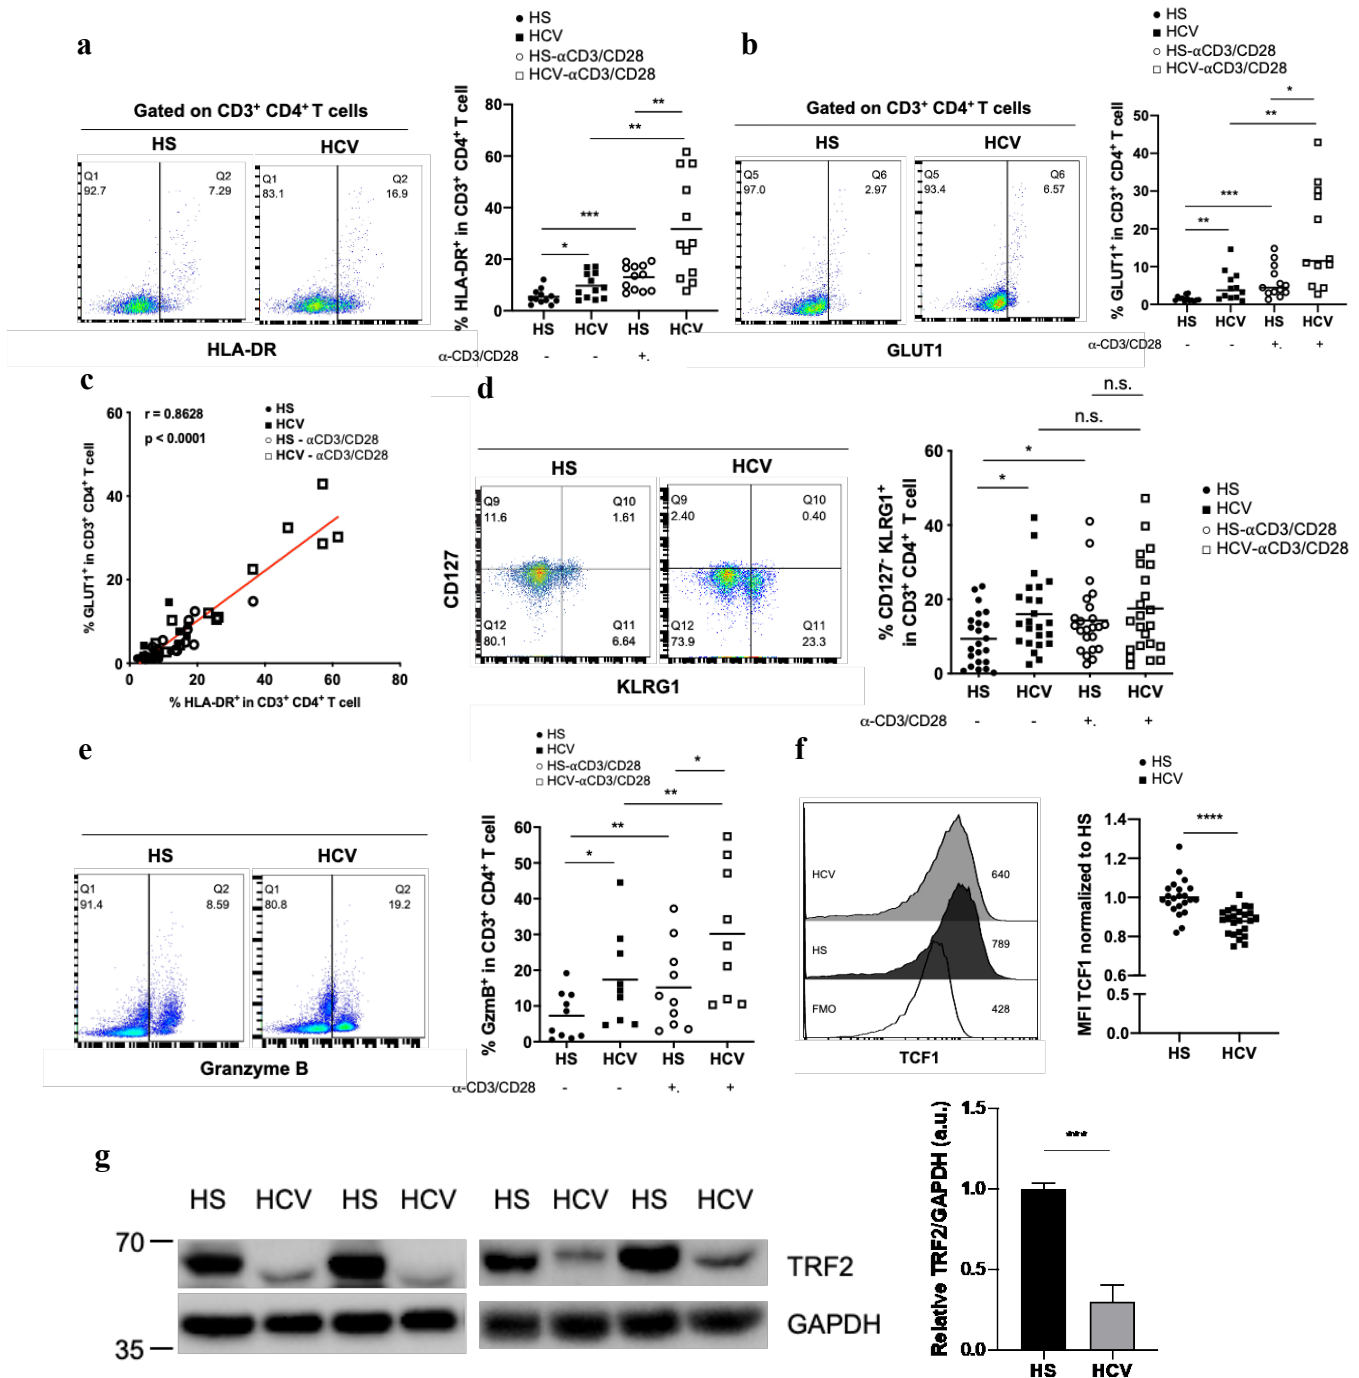 a
● HS
■ HCV
○ HS-αCD3/CD28
□ HCV-αCD3/CD28
Gated on CD3⁺ CD4⁺ T cells
HS HCV
Q1
92.7
Q2
7.29
Q1
83.1
Q2
16.9
HLA-DR
% HLA-DR⁺ in CD3⁺ CD4⁺ T cell
80
60
40
20
0
*
***
**
**
HS HCV HS HCV
α-CD3/CD28 - - +.
b
● HS
■ HCV
○ HS-αCD3/CD28
□ HCV-αCD3/CD28
Gated on CD3⁺ CD4⁺ T cells
HS HCV
Q5
97.0
Q6
2.97
Q5
93.4
Q6
6.57
GLUT1
% GLUT1⁺ in CD3⁺ CD4⁺ T cell
50
40
30
20
10
0
**
***
**
*
HS HCV HS HCV
α-CD3/CD28 - - +. +
c
r = 0.8628
p < 0.0001
● HS
■ HCV
○ HS - αCD3/CD28
□ HCV - αCD3/CD28
% GLUT1⁺ in CD3⁺ CD4⁺ T cell
60
40
20
0
0 20 40 60 80
% HLA-DR⁺ in CD3⁺ CD4⁺ T cell
d
HS HCV
Q9
11.6
Q10
1.61
Q12
80.1
Q11
6.64
Q9
2.40
Q10
0.40
Q12
73.9
Q11
23.3
CD127
KLRG1
% CD127⁻ KLRG1⁺
in CD3⁺ CD4⁺ T cell
60
40
20
0
*
*
n.s.
n.s.
HS HCV HS HCV
α-CD3/CD28 - - +. +
● HS
■ HCV
○ HS-αCD3/CD28
□ HCV-αCD3/CD28
e
HS HCV
Q1
91.4
Q2
8.59
Q1
80.8
Q2
19.2
Granzyme B
● HS
■ HCV
○ HS-αCD3/CD28
□ HCV-αCD3/CD28
% GzmB⁺ in CD3⁺ CD4⁺ T cell
60
50
40
30
20
10
0
*
**
**
*
HS HCV HS HCV
α-CD3/CD28 - - +. +
f
HCV 640
HS 789
FMO 428
TCF1
● HS
■ HCV
MFI TCF1 normalized to HS
1.4
1.2
1.0
0.8
0.6
0.5
0.0
****
HS HCV
g
HS HCV HS HCV HS HCV HS HCV
70
TRF2
GAPDH
35
Relative TRF2/GAPDH (a.u.)
1.5
1.0
0.5
0.0
***
HS HCV